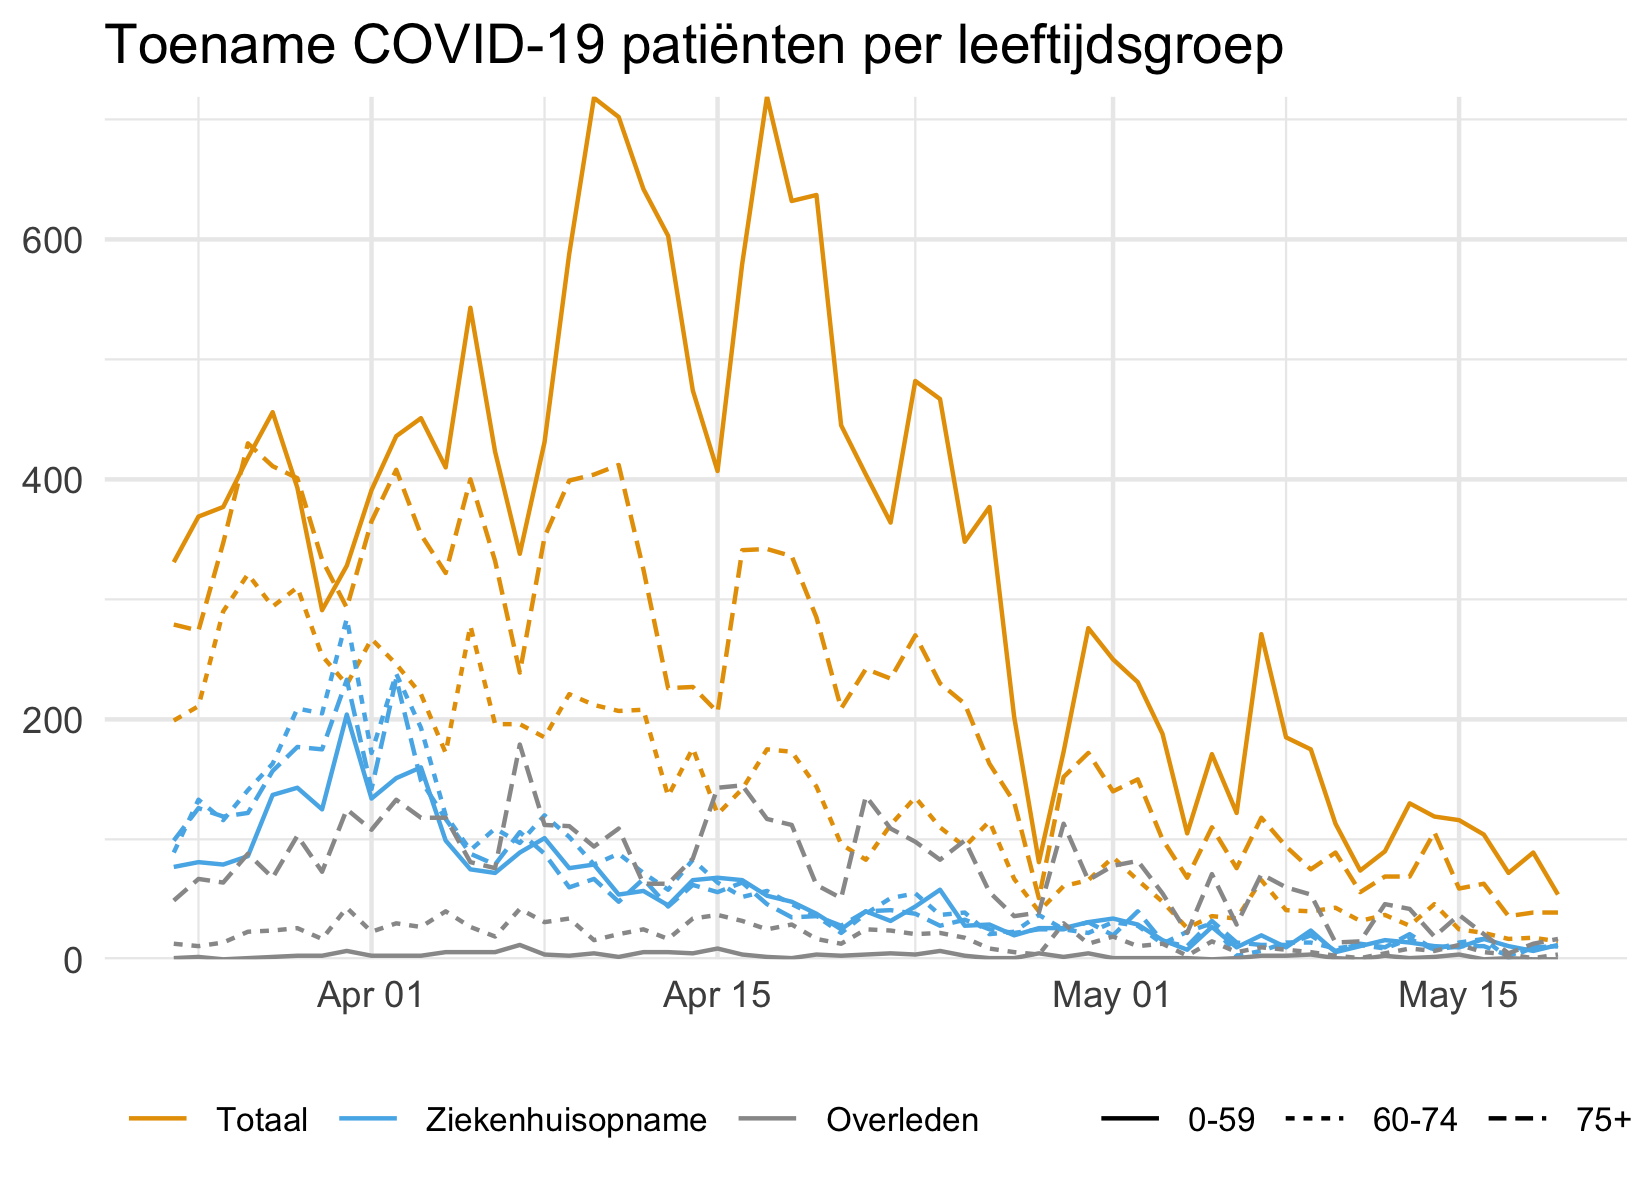 Toename COVID-19 patiënten per leeftijdsgroep
600
400
200
0
Apr 01 Apr 15 May 01 May 15
Totaal Ziekenhuisopname Overleden 0-59 60-74 75+